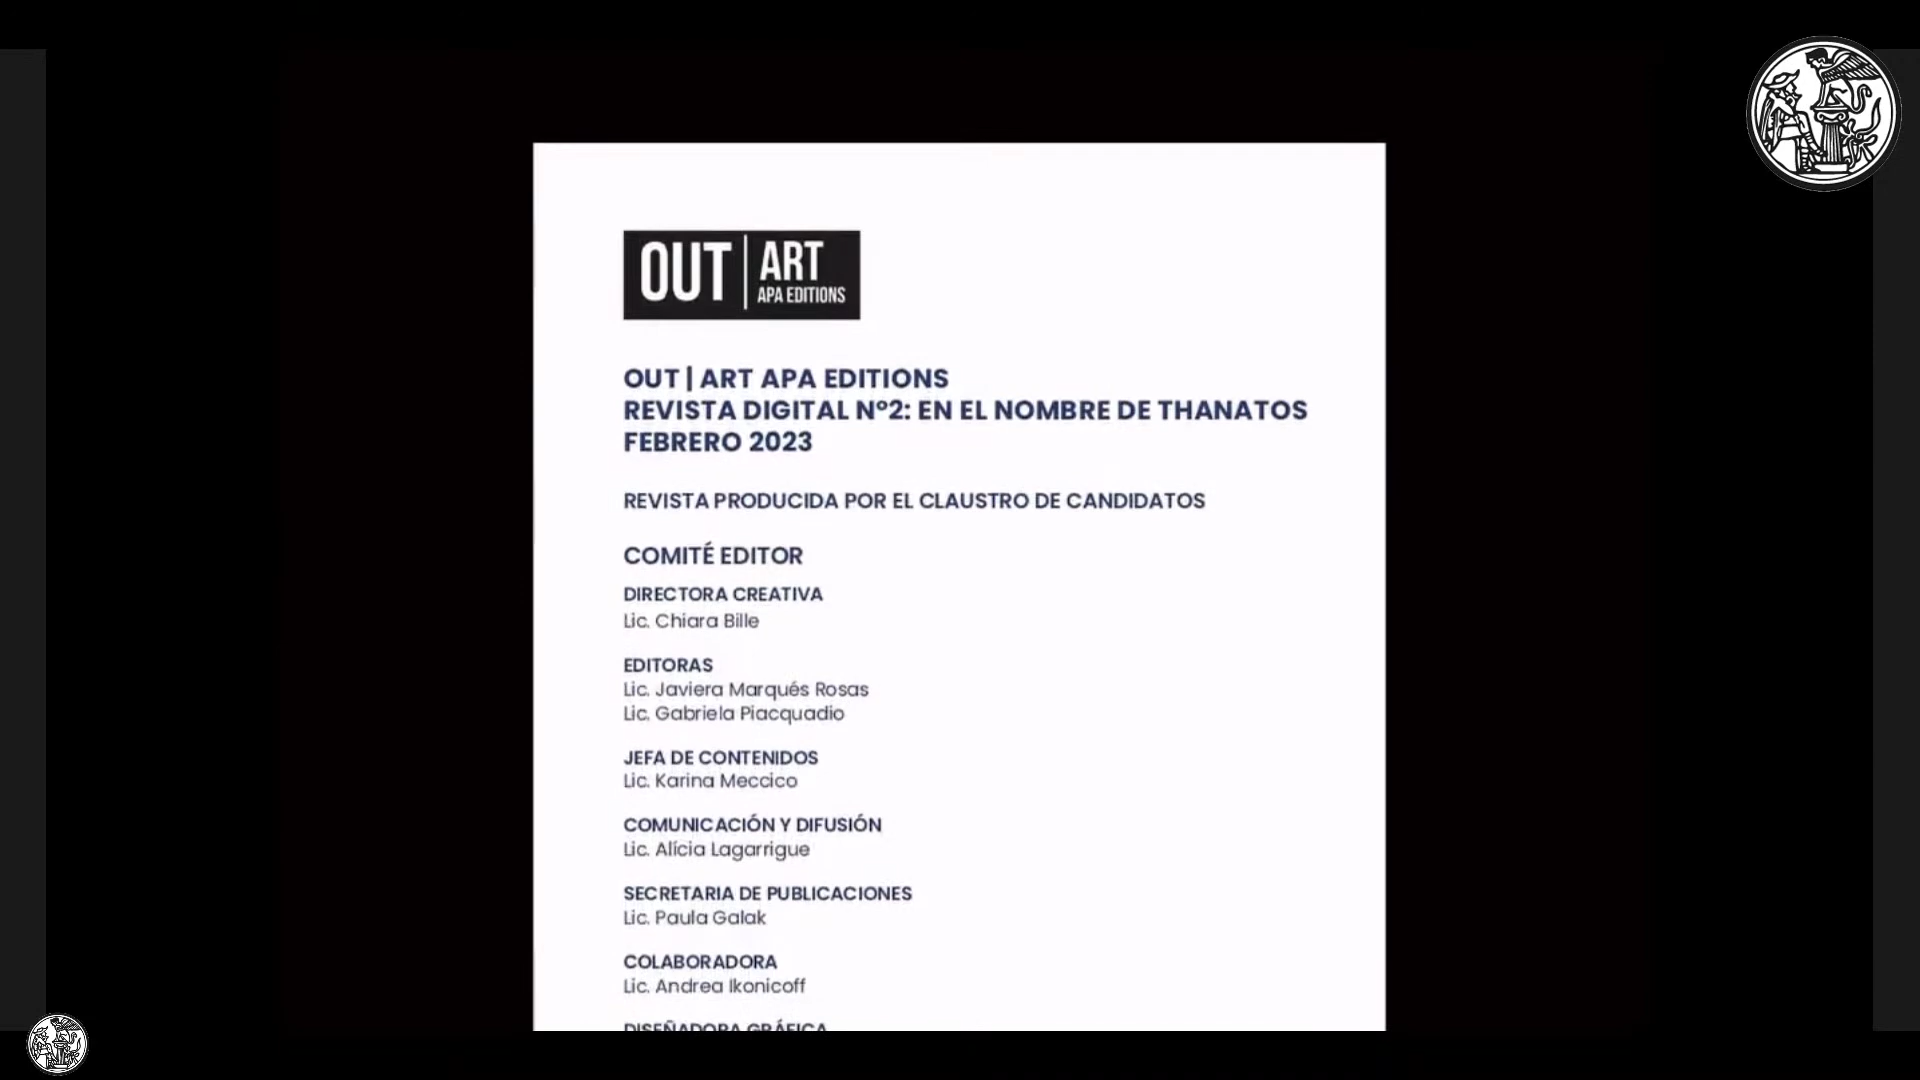 OUT | ART
APA EDITIONS
OUT | ART APA EDITIONS
REVISTA DIGITAL Nº2: EN EL NOMBRE DE THANATOS
FEBRERO 2023
REVISTA PRODUCIDA POR EL CLAUSTRO DE CANDIDATOS
COMITÉ EDITOR
DIRECTORA CREATIVA
Lic. Chiara Bille
EDITORAS
Lic. Javiera Marqués Rosas
Lic. Gabriela Piacquadio
JEFA DE CONTENIDOS
Lic. Karina Meccico
COMUNICACIÓN Y DIFUSIÓN
Lic. Alícia Lagarrigue
SECRETARIA DE PUBLICACIONES
Lic. Paula Galak
COLABORADORA
Lic. Andrea Ikonicoff
DISEÑADORA GRÁFICA